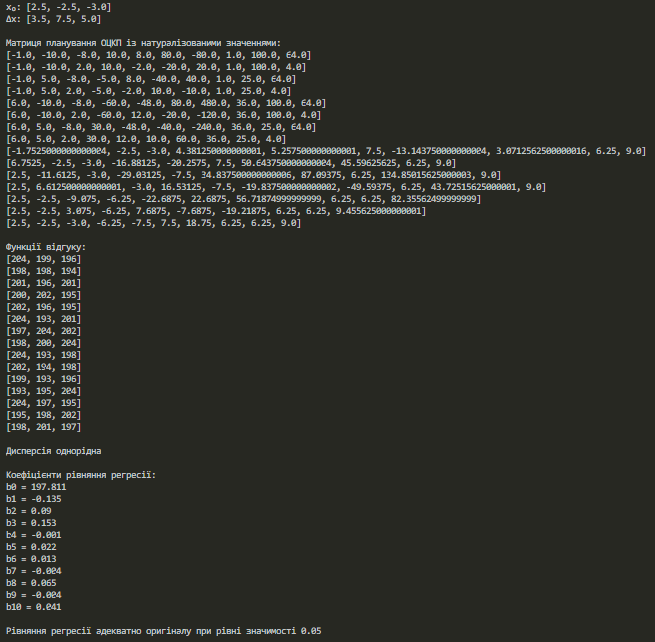 x₀: [2.5, -2.5, -3.0]
Δx: [3.5, 7.5, 5.0]
Матриця планування ОЦКП із натуралізованими значеннями:
[-1.0, -10.0, -8.0, 10.0, 8.0, 80.0, -80.0, 1.0, 100.0, 64.0]
[-1.0, -10.0, 2.0, 10.0, -2.0, -20.0, 20.0, 1.0, 100.0, 4.0]
[-1.0, 5.0, -8.0, -5.0, 8.0, -40.0, 40.0, 1.0, 25.0, 64.0]
[-1.0, 5.0, 2.0, -5.0, -2.0, 10.0, -10.0, 1.0, 25.0, 4.0]
[6.0, -10.0, -8.0, -60.0, -48.0, 80.0, 480.0, 36.0, 100.0, 64.0]
[6.0, -10.0, 2.0, -60.0, 12.0, -20.0, -120.0, 36.0, 100.0, 4.0]
[6.0, 5.0, -8.0, 30.0, -48.0, -40.0, -240.0, 36.0, 25.0, 64.0]
[6.0, 5.0, 2.0, 30.0, 12.0, 10.0, 60.0, 36.0, 25.0, 4.0]
[-1.7525000000000004, -2.5, -3.0, 4.381250000000001, 5.257500000000001, 7.5, -13.143750000000004, 3.0712562500000016, 6.25, 9.0]
[6.7525, -2.5, -3.0, -16.88125, -20.2575, 7.5, 50.643750000000004, 45.59625625, 6.25, 9.0]
[2.5, -11.6125, -3.0, -29.03125, -7.5, 34.837500000000006, 87.09375, 6.25, 134.85015625000003, 9.0]
[2.5, 6.612500000000001, -3.0, 16.53125, -7.5, -19.837500000000002, -49.59375, 6.25, 43.72515625000001, 9.0]
[2.5, -2.5, -9.075, -6.25, -22.6875, 22.6875, 56.71874999999999, 6.25, 6.25, 82.35562499999999]
[2.5, -2.5, 3.075, -6.25, 7.6875, -7.6875, -19.21875, 6.25, 6.25, 9.455625000000001]
[2.5, -2.5, -3.0, -6.25, -7.5, 7.5, 18.75, 6.25, 6.25, 9.0]
Функції відгуку:
[204, 199, 196]
[198, 198, 194]
[201, 196, 201]
[200, 202, 195]
[202, 196, 195]
[204, 193, 201]
[197, 204, 202]
[198, 200, 204]
[204, 193, 198]
[202, 194, 198]
[199, 193, 196]
[193, 195, 204]
[204, 197, 195]
[195, 198, 202]
[198, 201, 197]
Дисперсія однорідна
Коефіцієнти рівняння регресії:
b0 = 197.811
b1 = -0.135
b2 = 0.09
b3 = 0.153
b4 = -0.001
b5 = 0.022
b6 = 0.013
b7 = -0.004
b8 = 0.065
b9 = -0.004
b10 = 0.041
Рівняння регресії адекватно оригіналу при рівні значимості 0.05